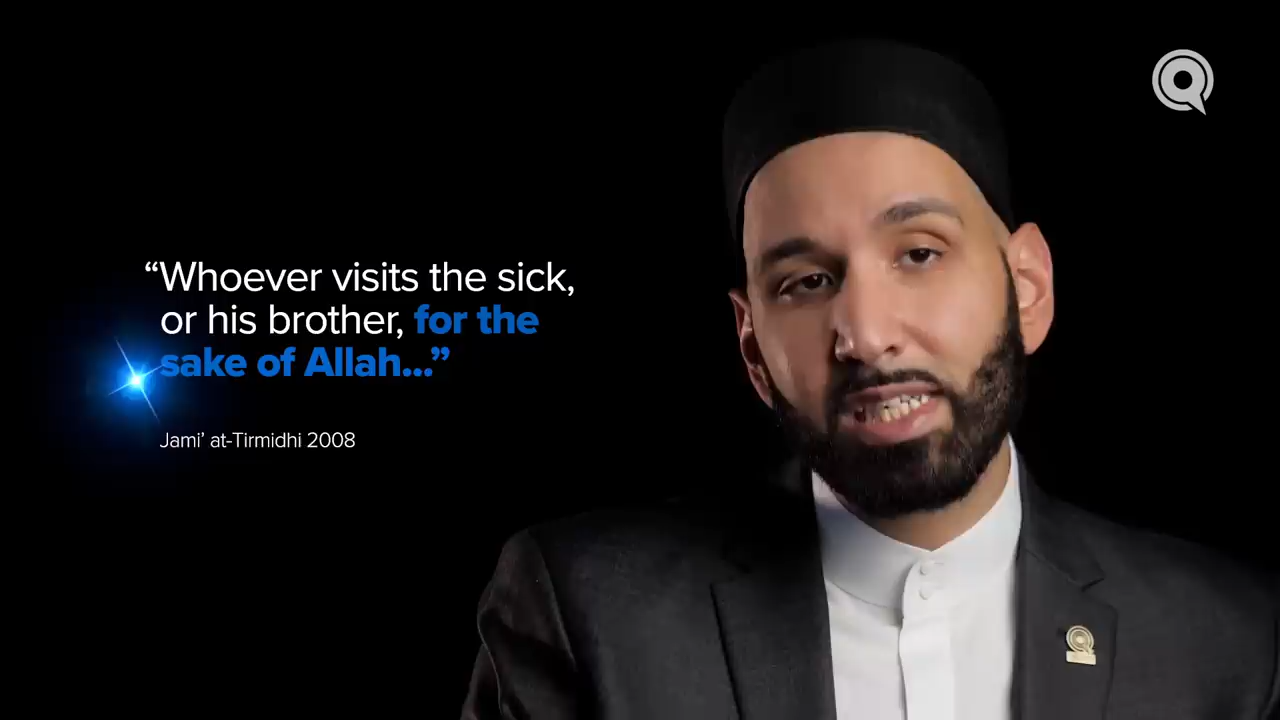 “Whoever visits the sick,
or his brother, for the
sake of Allah...”
Jami’ at-Tirmidhi 2008